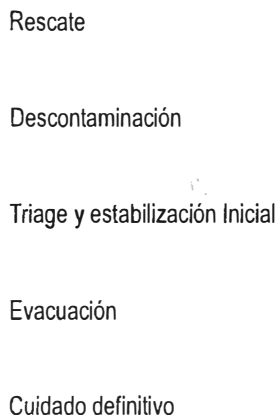 Rescate
Descontaminación
Triage y estabilización Inicial
Evacuación
Cuidado definitivo